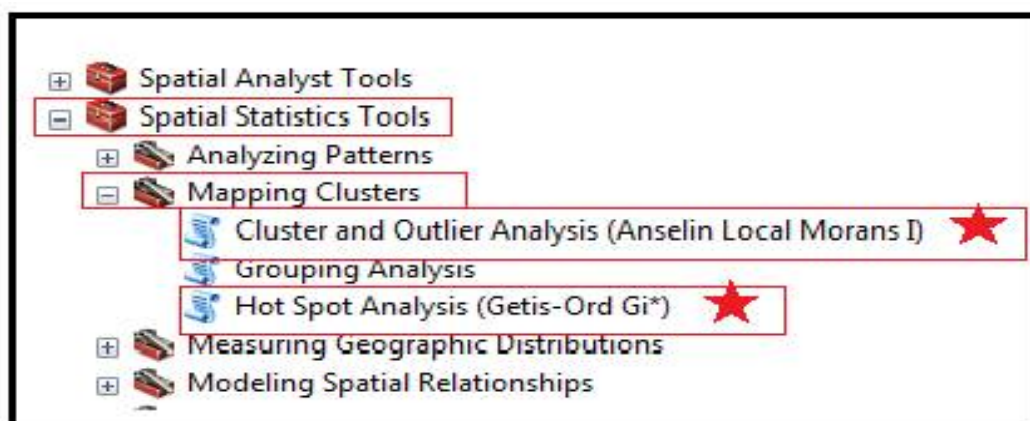 Spatial Analyst Tools
Spatial Statistics Tools
Analyzing Patterns
Mapping Clusters
Cluster and Outlier Analysis (Anselin Local Morans I)
Grouping Analysis
Hot Spot Analysis (Getis-Ord Gi*)
Measuring Geographic Distributions
Modeling Spatial Relationships